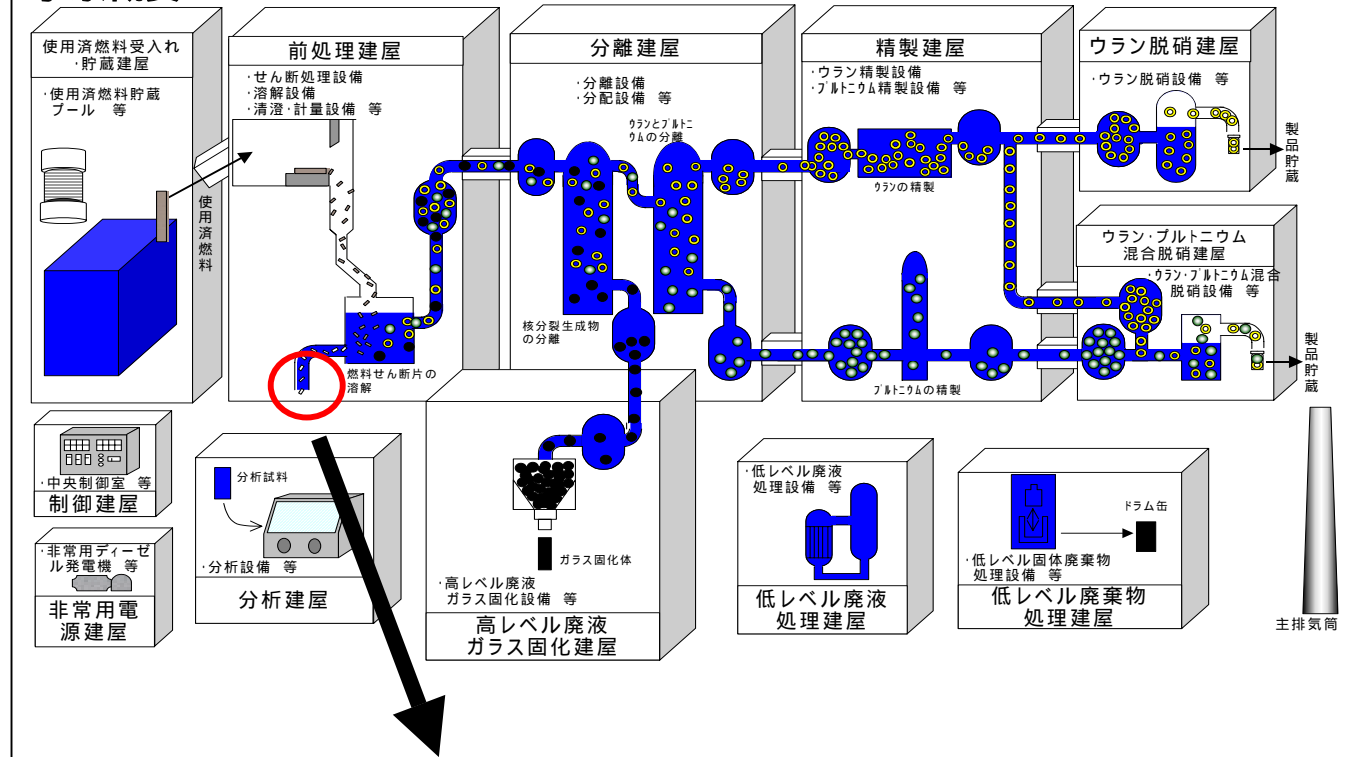 使用済燃料受入れ
・貯蔵建屋
・使用済燃料貯蔵
プール 等
使用済燃料
前処理建屋
・せん断処理設備
・溶解設備
・清澄・計量設備 等
燃料せん断片の
溶解
分離建屋
・分離設備
・分配設備 等
ウランとプルトニ
ウムの分離
核分裂生成物
の分離
精製建屋
・ウラン精製設備
・プルトニウム精製設備 等
ウランの精製
プルトニウムの精製
ウラン脱硝建屋
・ウラン脱硝設備 等
製品貯蔵
ウラン・プルトニウム
混合脱硝建屋
・ウラン・プルトニウム混合
脱硝設備 等
製品貯蔵
・中央制御室 等
制御建屋
・非常用ディーゼ
ル発電機 等
非常用電
源建屋
分析試料
・分析設備 等
分析建屋
ガラス固化体
・高レベル廃液
ガラス固化設備 等
高レベル廃液
ガラス固化建屋
・低レベル廃液
処理設備 等
低レベル廃液
処理建屋
ドラム缶
・低レベル固体廃棄物
処理設備 等
低レベル廃棄物
処理建屋
主排気筒